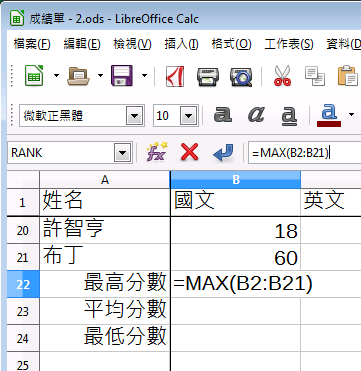 成績單 - 2.ods - LibreOffice Calc
檔案(F) 編輯(E) 檢視(V) 插入(I) 格式(O) 工作表(S) 資料(D
微軟正黑體 10 a a a a
RANK =MAX(B2:B21)
A B
1 姓名 國文 英文
20 許智亨 18
21 布丁 60
22 最高分數 =MAX(B2:B21)
23 平均分數
24 最低分數
25